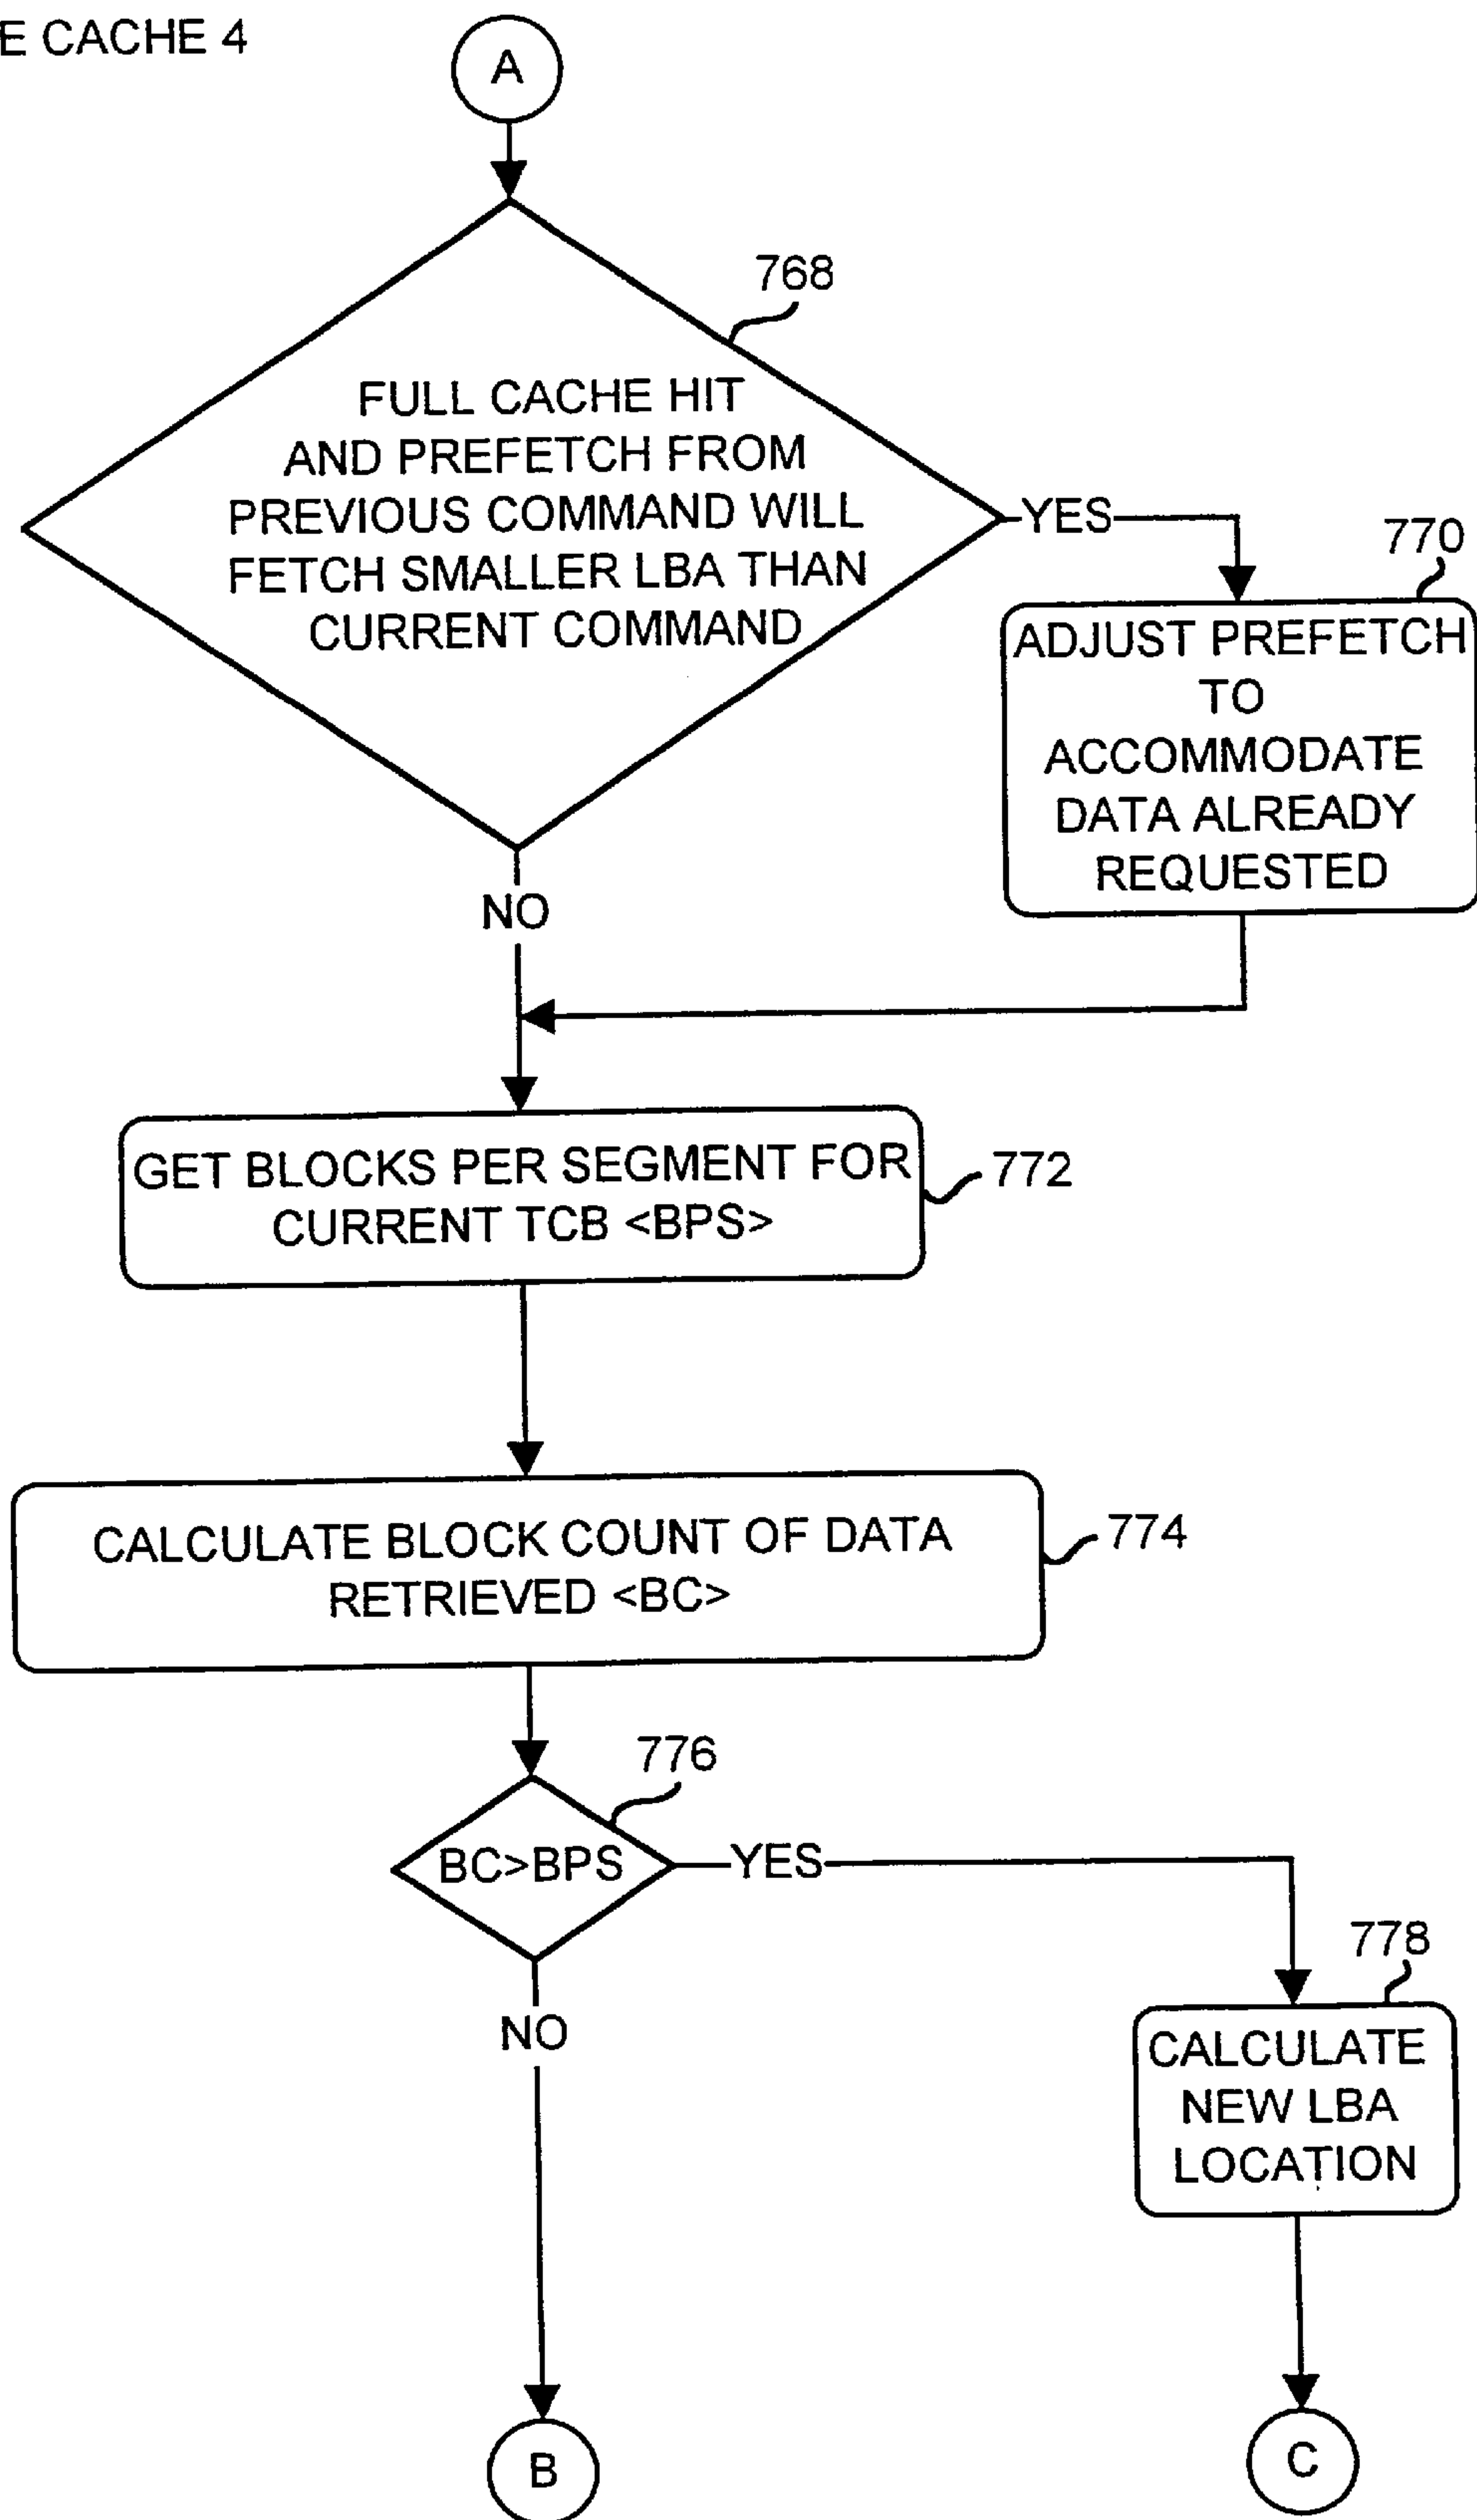 E CACHE 4
A
768
FULL CACHE HIT
AND PREFETCH FROM
PREVIOUS COMMAND WILL
FETCH SMALLER LBA THAN
CURRENT COMMAND
YES
770
ADJUST PREFETCH
TO
ACCOMMODATE
DATA ALREADY
REQUESTED
NO
GET BLOCKS PER SEGMENT FOR
CURRENT TCB <BPS>
772
CALCULATE BLOCK COUNT OF DATA
RETRIEVED <BC>
774
776
BC>BPS
YES
778
NO
CALCULATE
NEW LBA
LOCATION
B
C